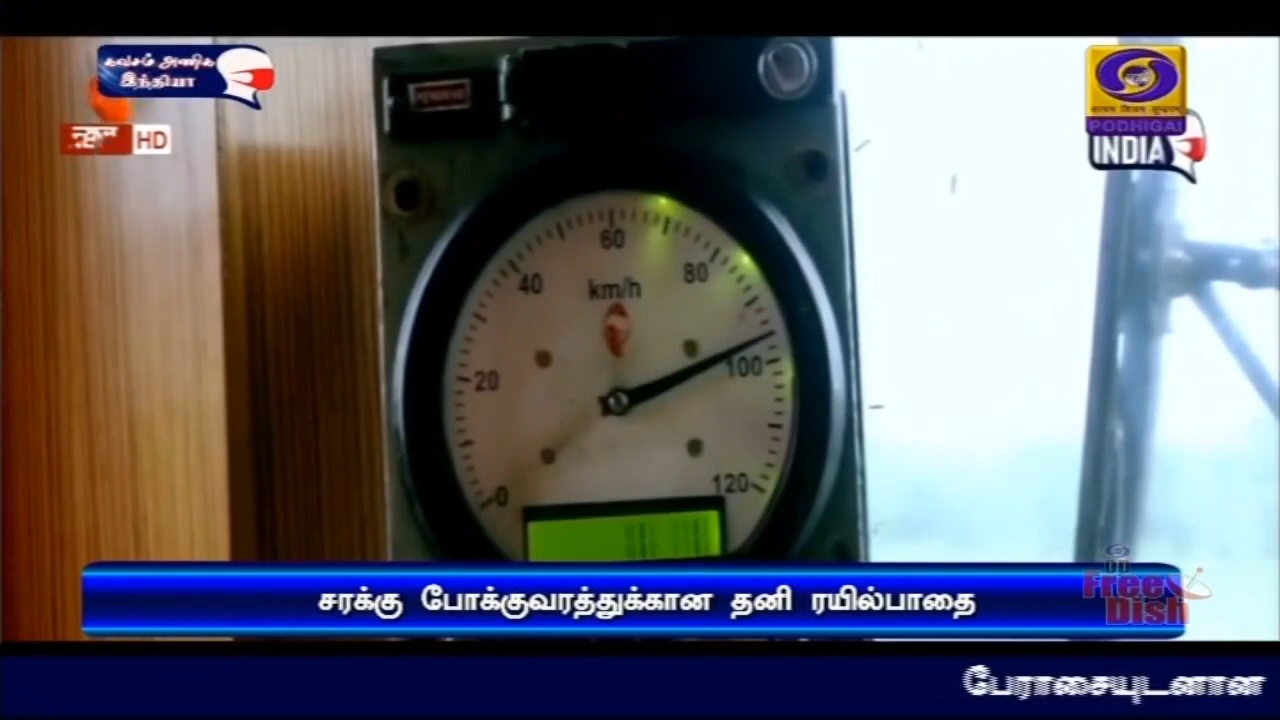 கவசம் அணிக
இந்தியா
HD
PODHIGAI
INDIA
60
40
80
km/h
20
100
0
120
சரக்கு போக்குவரத்துக்கான தனி ரயில்பாதை
DD
Free
Dish
பேராசையுடனான